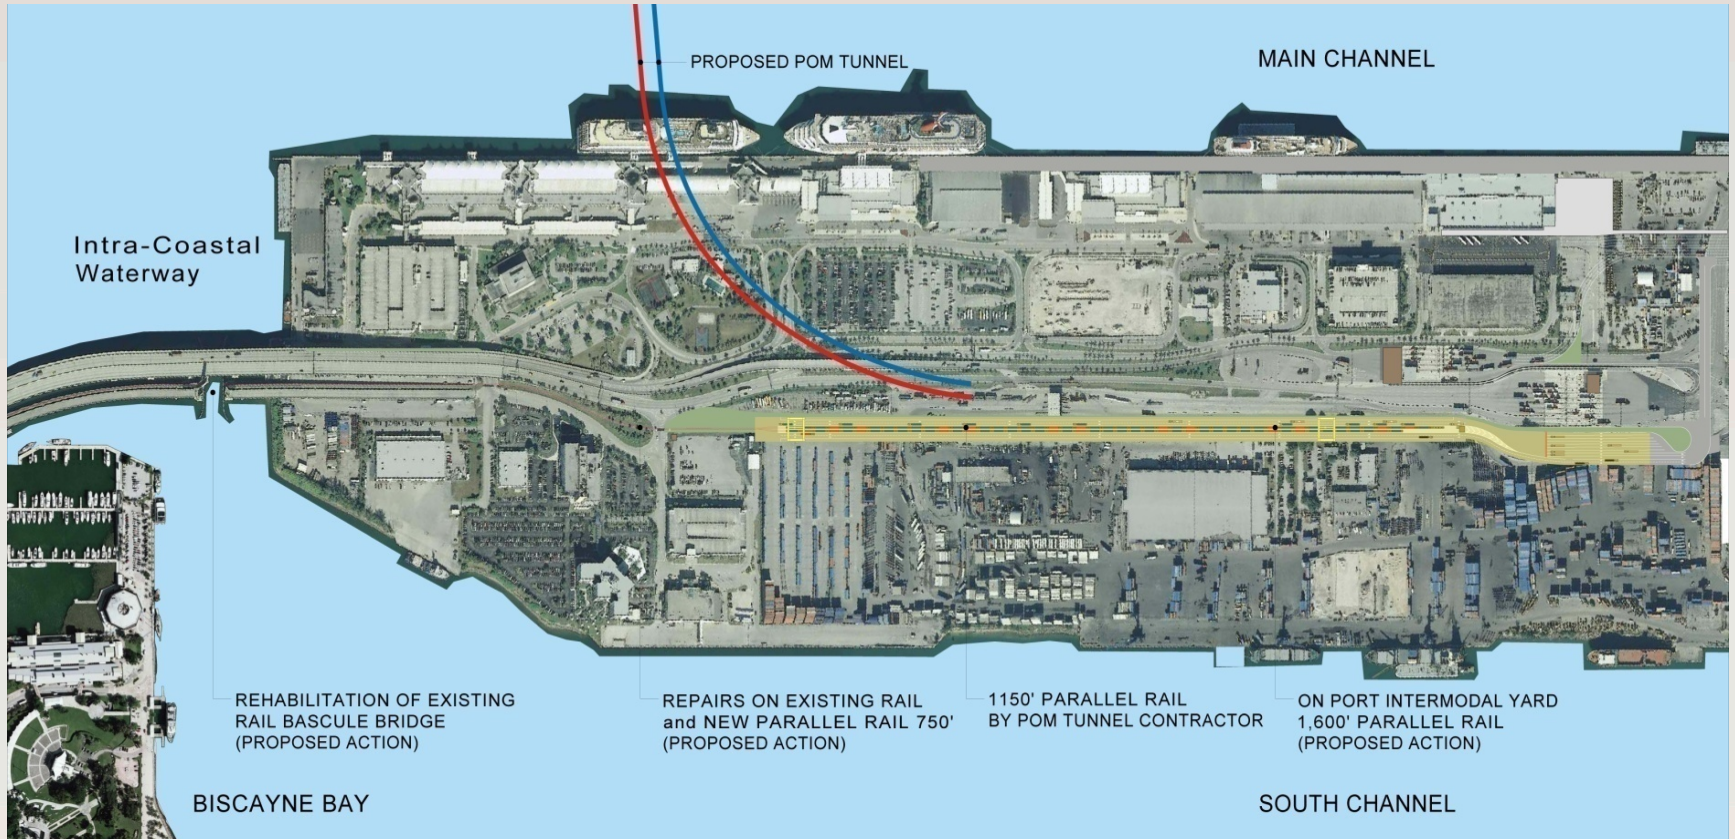 PROPOSED POM TUNNEL
MAIN CHANNEL
Intra-Coastal
Waterway
REHABILITATION OF EXISTING
RAIL BASCULE BRIDGE
(PROPOSED ACTION)
REPAIRS ON EXISTING RAIL
and NEW PARALLEL RAIL 750'
(PROPOSED ACTION)
1150' PARALLEL RAIL
BY POM TUNNEL CONTRACTOR
ON PORT INTERMODAL YARD
1,600' PARALLEL RAIL
(PROPOSED ACTION)
BISCAYNE BAY
SOUTH CHANNEL